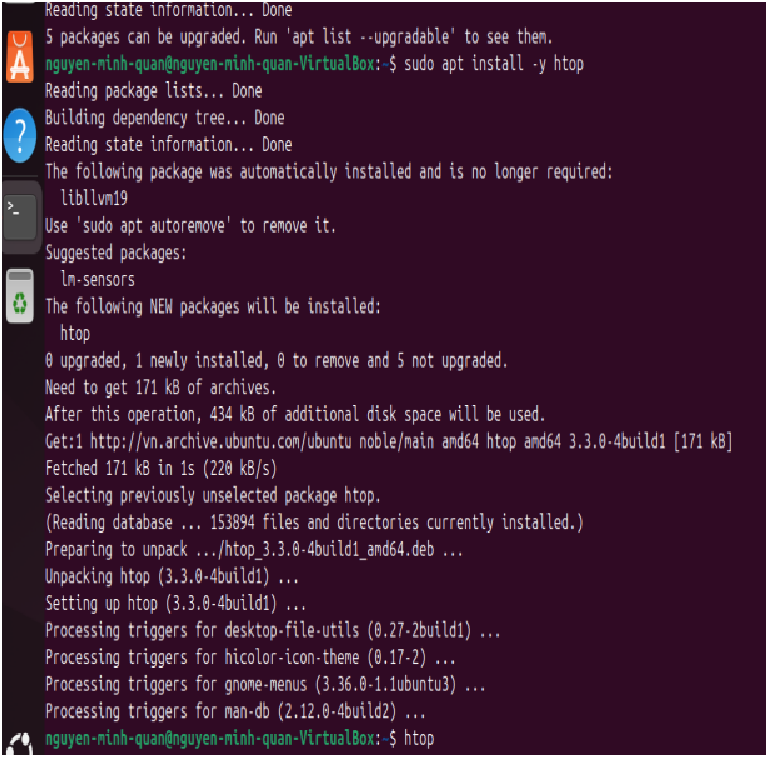 Reading state information... Done
5 packages can be upgraded. Run 'apt list --upgradable' to see them.
nguyen-minh-quan@nguyen-minh-quan-VirtualBox:~$ sudo apt install -y htop
Reading package lists... Done
Building dependency tree... Done
Reading state information... Done
The following package was automatically installed and is no longer required:
  libllvm19
Use 'sudo apt autoremove' to remove it.
Suggested packages:
  lm-sensors
The following NEW packages will be installed:
  htop
0 upgraded, 1 newly installed, 0 to remove and 5 not upgraded.
Need to get 171 kB of archives.
After this operation, 434 kB of additional disk space will be used.
Get:1 http://vn.archive.ubuntu.com/ubuntu noble/main amd64 htop amd64 3.3.0-4build1 [171 kB]
Fetched 171 kB in 1s (220 kB/s)
Selecting previously unselected package htop.
(Reading database ... 153894 files and directories currently installed.)
Preparing to unpack .../htop_3.3.0-4build1_amd64.deb ...
Unpacking htop (3.3.0-4build1) ...
Setting up htop (3.3.0-4build1) ...
Processing triggers for desktop-file-utils (0.27-2build1) ...
Processing triggers for hicolor-icon-theme (0.17-2) ...
Processing triggers for gnome-menus (3.36.0-1.1ubuntu3) ...
Processing triggers for man-db (2.12.0-4build2) ...
nguyen-minh-quan@nguyen-minh-quan-VirtualBox:~$ htop